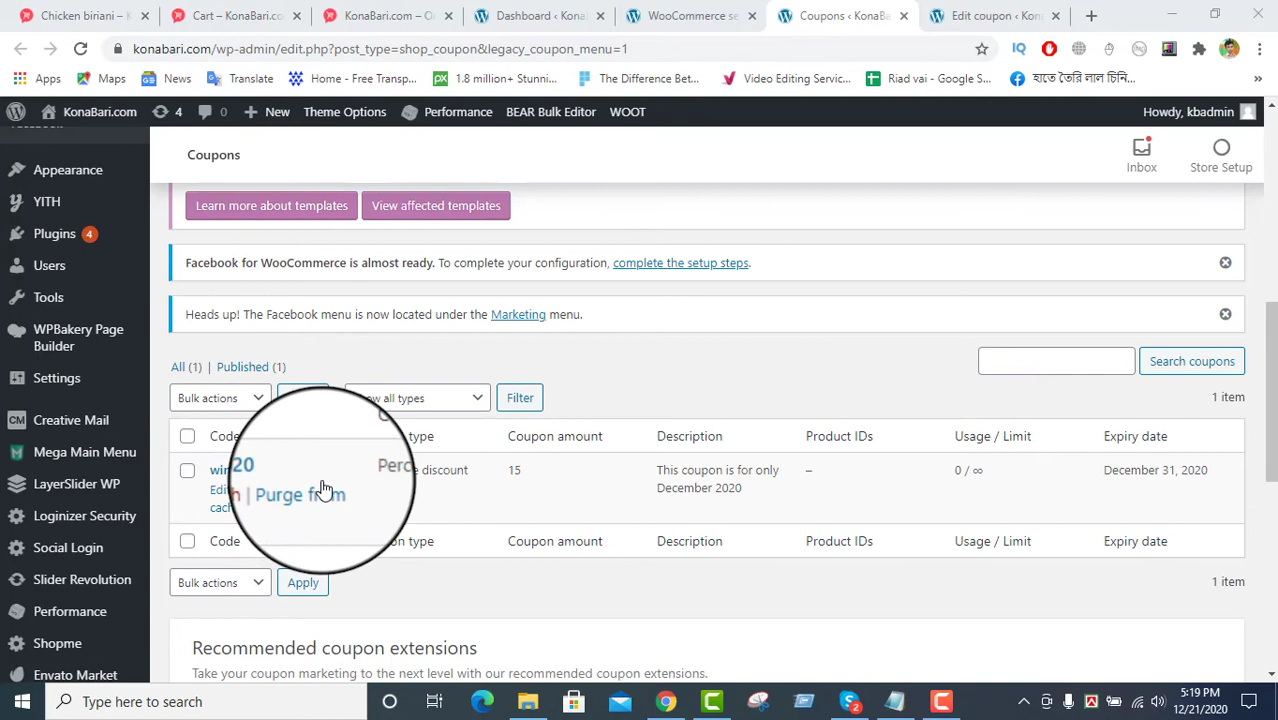 Chicken biriani –
Cart – KonaBari.com
KonaBari.com – O
Dashboard ‹ Kona
WooCommerce se
Coupons ‹ KonaBa
Edit coupon ‹ Kon
konabari.com/wp-admin/edit.php?post_type=shop_coupon&legacy_coupon_menu=1
Apps
Maps
News
Translate
Home - Free Transp...
1.8 million+ Stunni...
The Difference Bet...
Video Editing Servic...
Riad vai - Google S...
হাতে তৈরি লাল চিনি...
KonaBari.com
4
0
New
Theme Options
Performance
BEAR Bulk Editor
WOOT
Howdy, kbadmin
Appearance
YITH
Plugins 4
Users
Tools
WPBakery Page
Builder
Settings
Creative Mail
Mega Main Menu
LayerSlider WP
Loginizer Security
Social Login
Slider Revolution
Performance
Shopme
Envato Market
Coupons
Inbox
Store Setup
Learn more about templates
View affected templates
Facebook for WooCommerce is almost ready. To complete your configuration, complete the setup steps.
Heads up! The Facebook menu is now located under the Marketing menu.
All (1) | Published (1)
Search coupons
Bulk actions
all types
Filter
1 item
Code
type
Coupon amount
Description
Product IDs
Usage / Limit
Expiry date
20
Perc
discount
15
This coupon is for only
December 2020
–
0 / ∞
December 31, 2020
| Purge from
Code
type
Coupon amount
Description
Product IDs
Usage / Limit
Expiry date
Bulk actions
Apply
1 item
Recommended coupon extensions
Take your coupon marketing to the next level with our recommended coupon extensions.
Type here to search
5:19 PM
12/21/2020